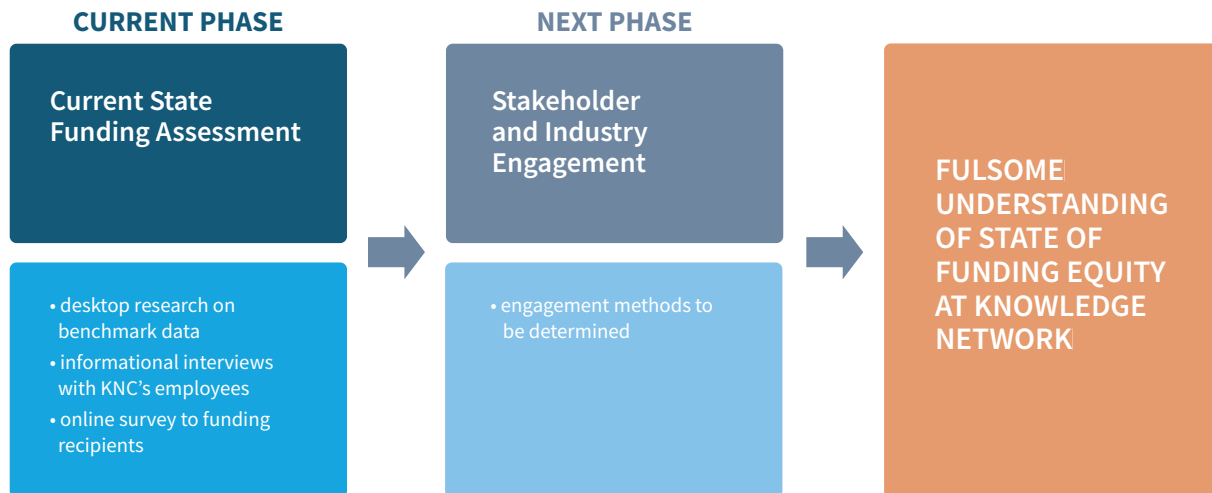 CURRENT PHASE
Current State
Funding Assessment
• desktop research on
benchmark data
• informational interviews
with KNC’s employees
• online survey to funding
recipients
NEXT PHASE
Stakeholder
and Industry
Engagement
• engagement methods to
be determined
FULSOME
UNDERSTANDING
OF STATE OF
FUNDING EQUITY
AT KNOWLEDGE
NETWORK